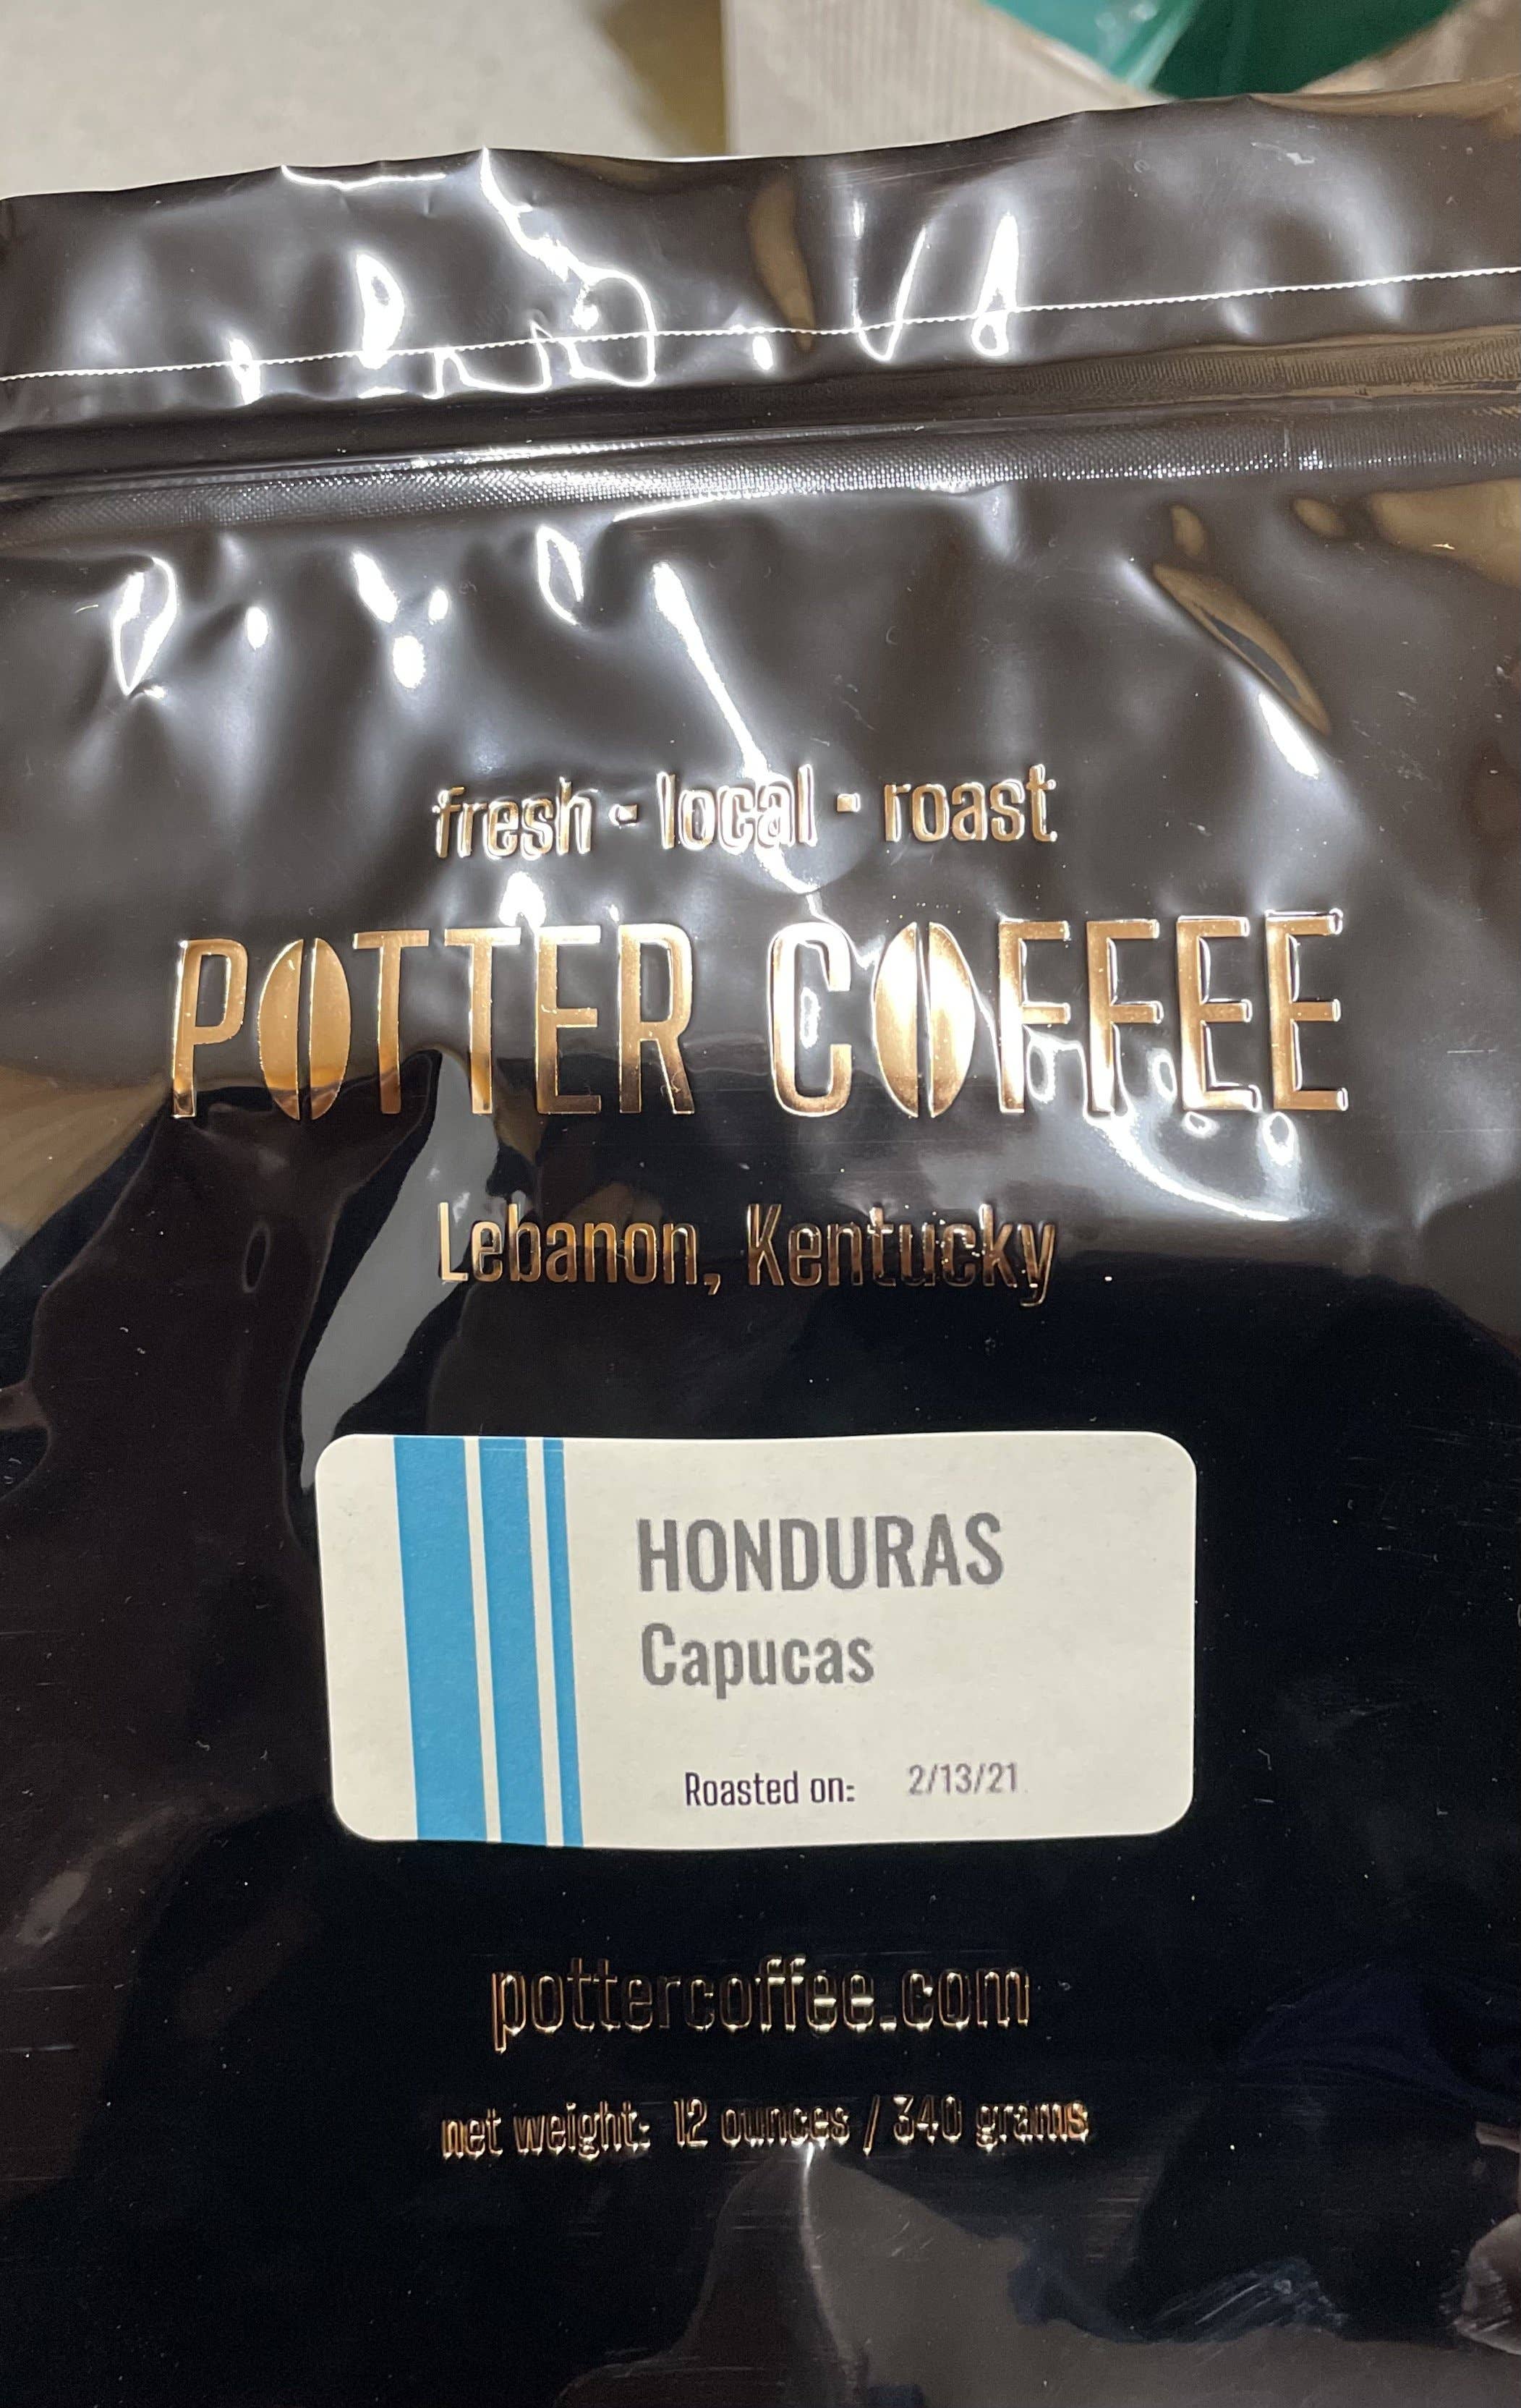 fresh - local - roast
POTTER COFFEE
Lebanon, Kentucky
HONDURAS
Capucas
Roasted on: 2/13/21
pottercoffee.com
net weight: 12 ounces / 340 grams